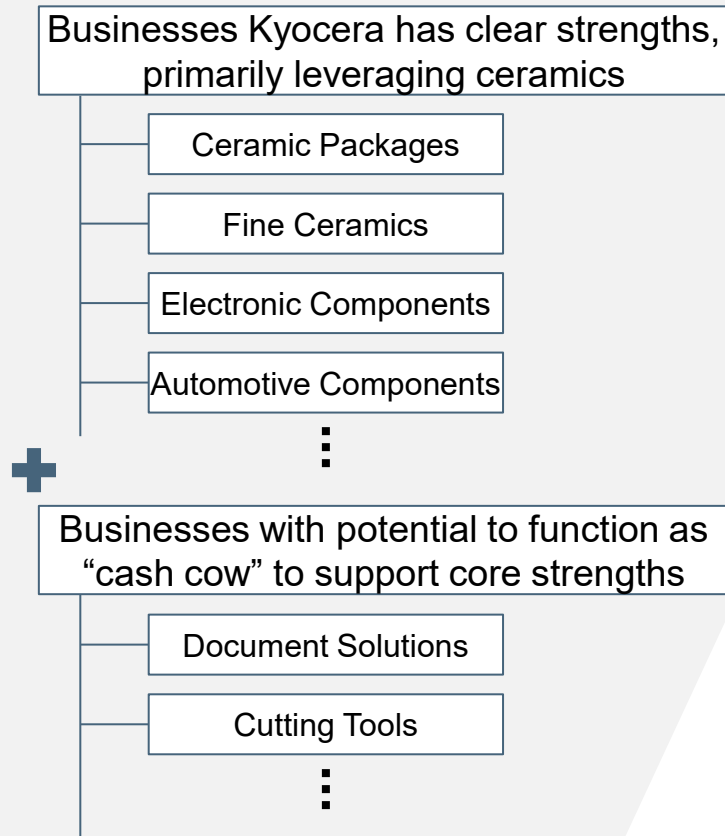 Businesses Kyocera has clear strengths,
primarily leveraging ceramics
Ceramic Packages
Fine Ceramics
Electronic Components
Automotive Components
Businesses with potential to function as
“cash cow” to support core strengths
Document Solutions
Cutting Tools